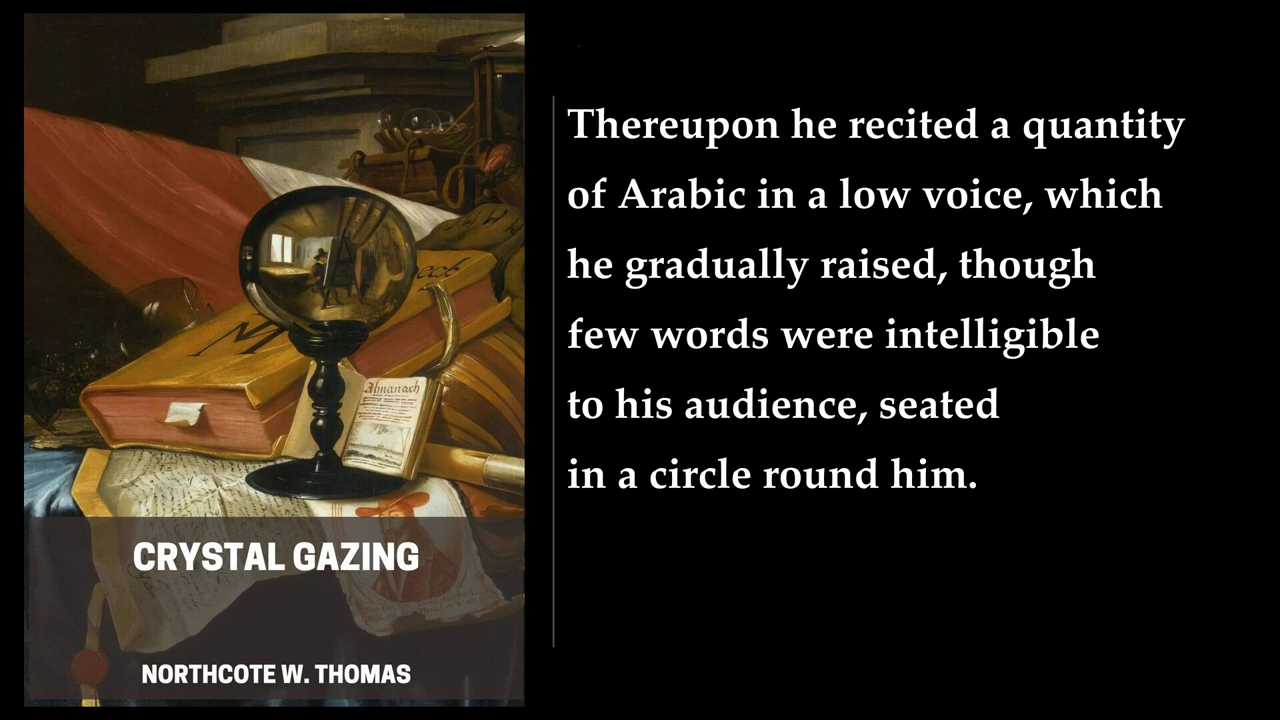 Thereupon he recited a quantity
of Arabic in a low voice, which
he gradually raised, though
few words were intelligible
to his audience, seated
in a circle round him.
M
Almanach
CRYSTAL GAZING
NORTHCOTE W. THOMAS